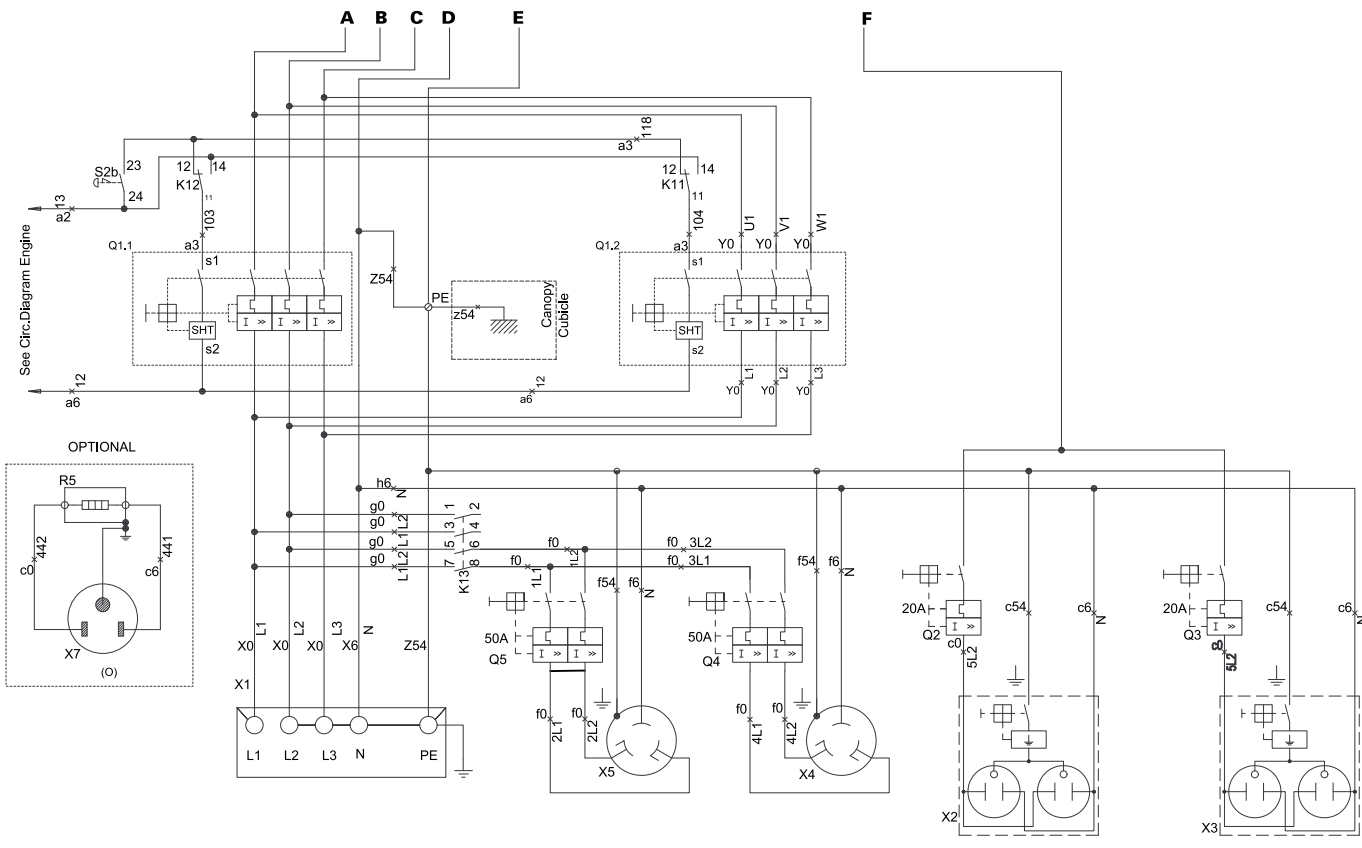 A B C D E F
118
a3
S2b 23 12 14 12 14
K12 K11
24 11 11
13
a2
103 104 U1 V1 W1
See Circ.Diagram Engine
Q1.1 a3 Q1.2 a3 Y0 Y0 Y0
s1 s1
Z54
PE
z54
Canopy
Cubicle
I >> I >> I >> I >> I >> I >>
SHT SHT
s2 s2
12 12 L1 L2 L3
a6 a6 Y0 Y0 Y0
OPTIONAL
R5
442 441
c0 c6
X7
(O)
h6 N
g0 L2 1 2
g0 L1 3 4
g0 L2 5 6 f0 1L2 f0 3L2
g0 L1 7 8 f0 1L1 f0 3L1
K13
f54 f6 N f54 f6 N
50A 50A
I >> I >> I >> I >>
Q5 Q4
20A c54 c6 N 20A c54 c6 N
I >> I >>
Q2 Q3
c0 5L2 5L2
L1 L2 L3 N
X0 X0 X0 X6 Z54
X1
L1 L2 L3 N PE
f0 2L1 f0 2L2 f0 4L1 f0 4L2
X5 X4
X2 X3